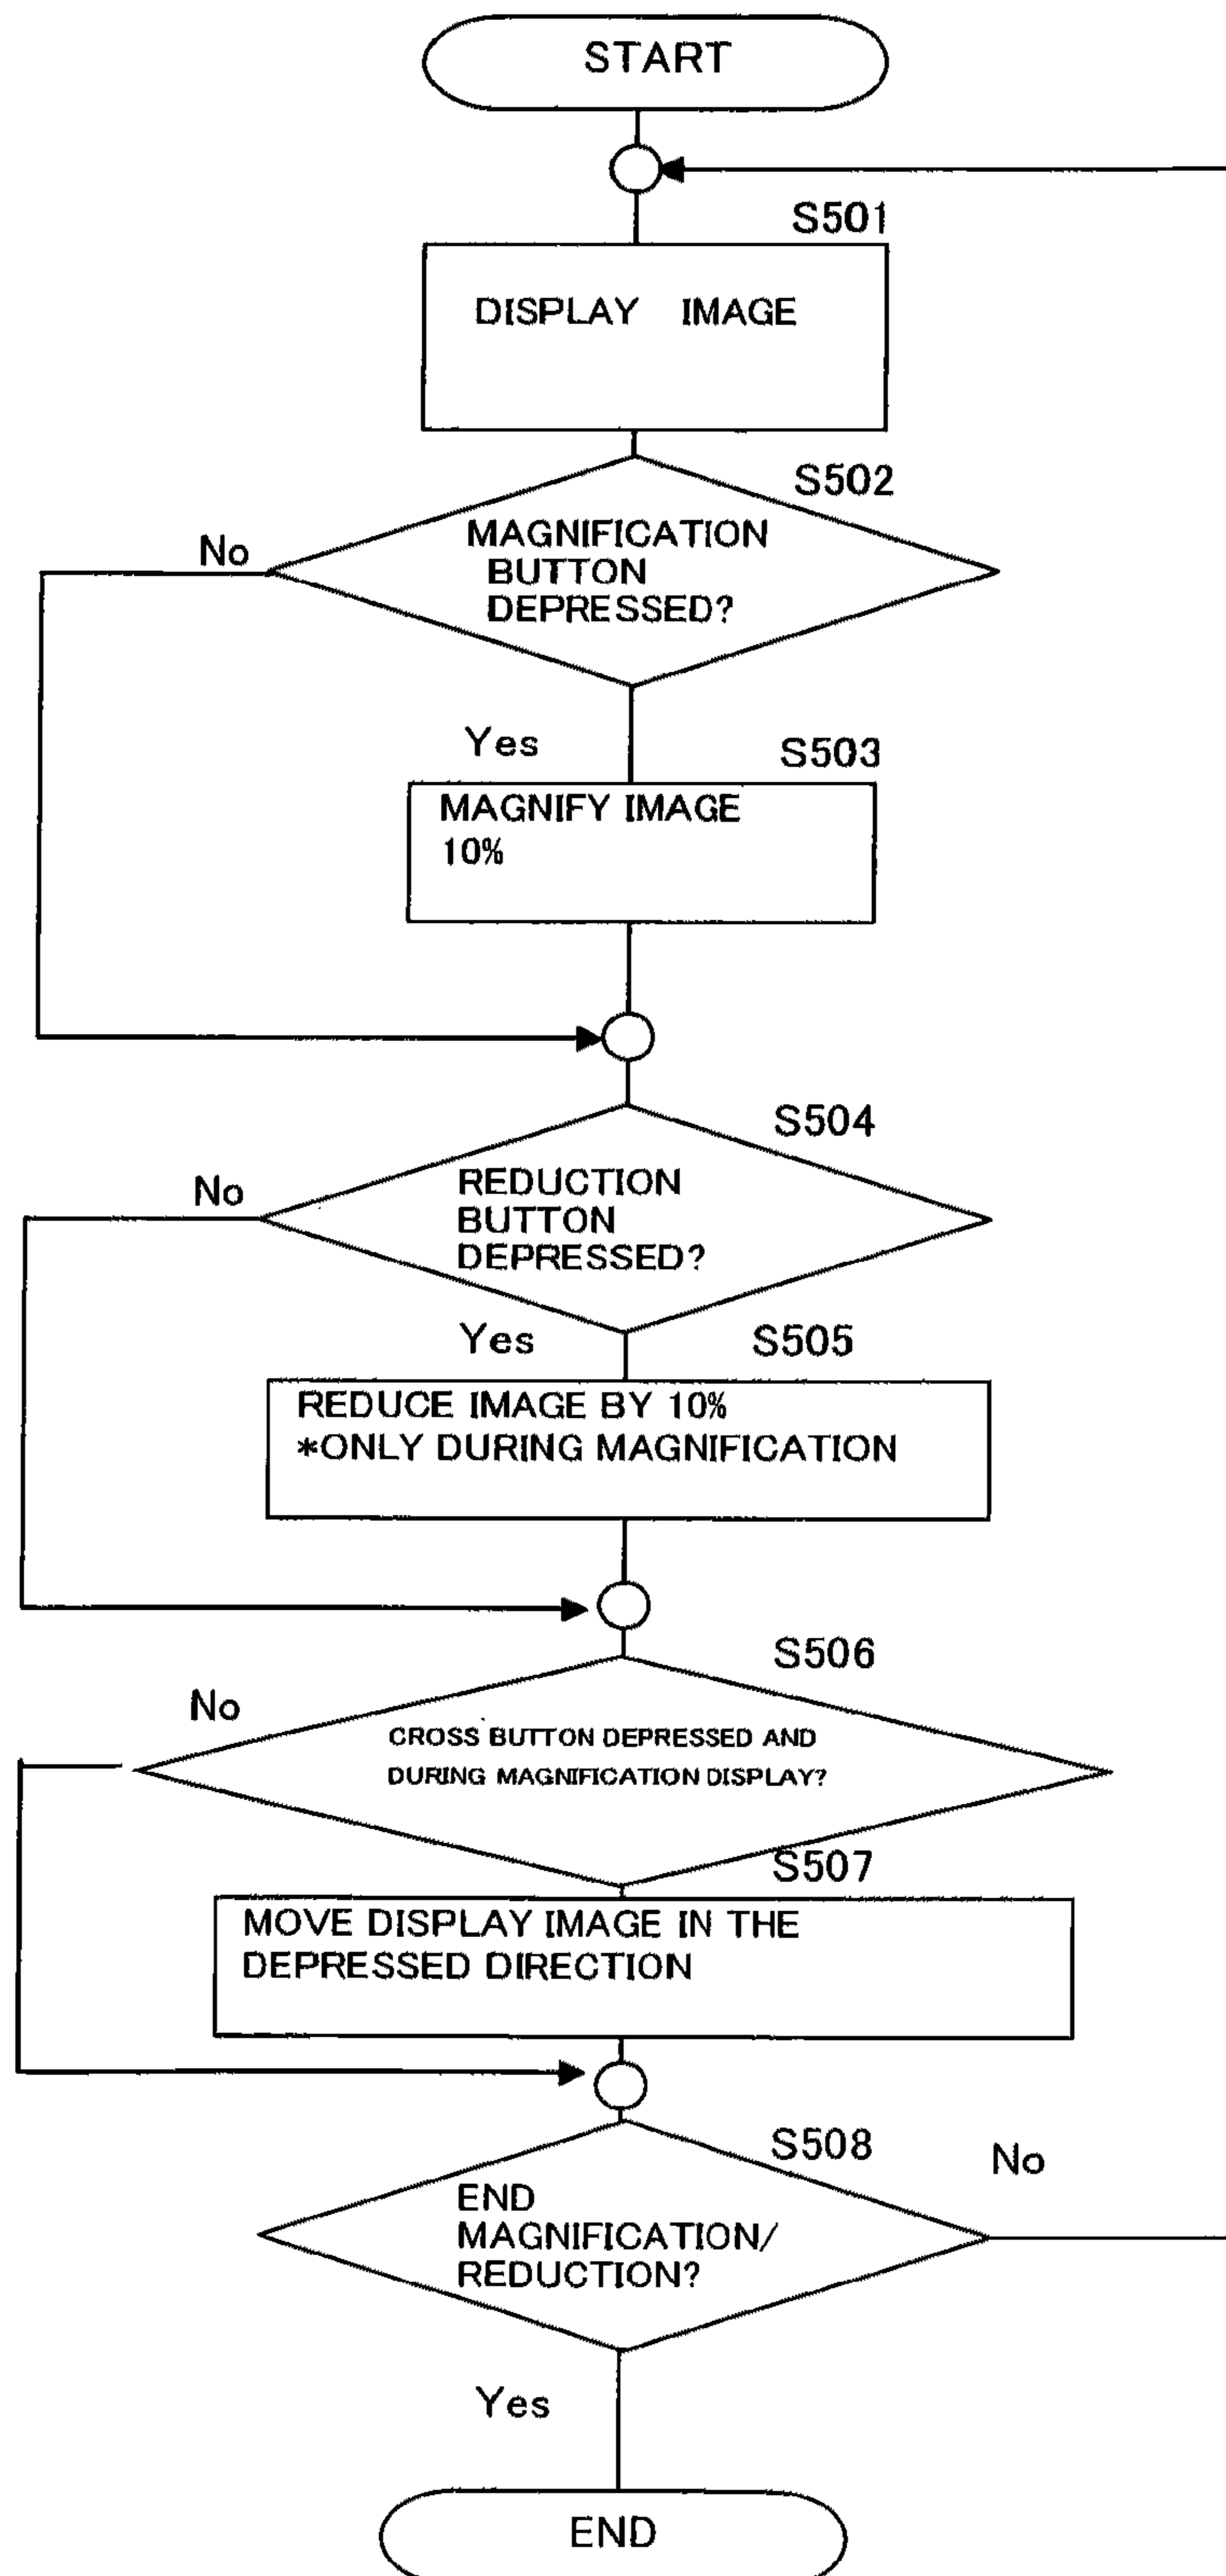 START
S501
DISPLAY IMAGE
S502
No
MAGNIFICATION
BUTTON
DEPRESSED?
Yes
S503
MAGNIFY IMAGE
10%
S504
No
REDUCTION
BUTTON
DEPRESSED?
Yes
S505
REDUCE IMAGE BY 10%
*ONLY DURING MAGNIFICATION
S506
No
CROSS BUTTON DEPRESSED AND
DURING MAGNIFICATION DISPLAY?
S507
MOVE DISPLAY IMAGE IN THE
DEPRESSED DIRECTION
S508
No
END
MAGNIFICATION/
REDUCTION?
Yes
END